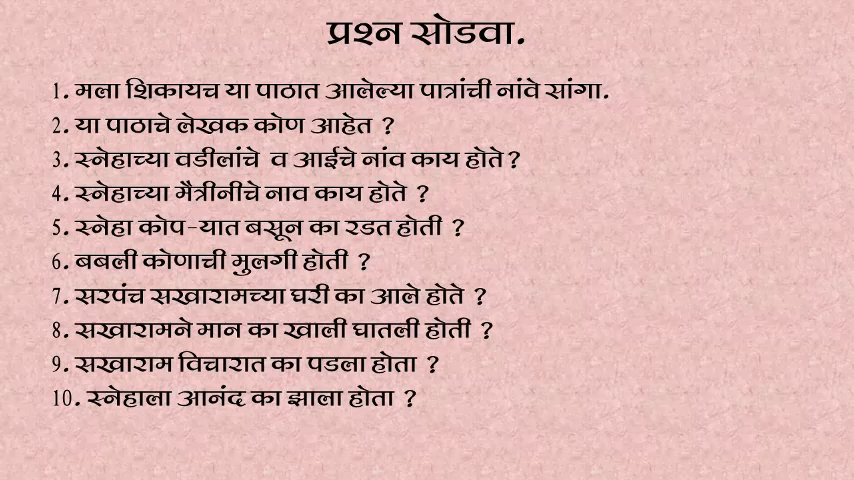 प्रश्न सोडवा.
1. मला शिकायच या पाठात आलेल्या पात्रांची नांवे सांगा.
2. या पाठाचे लेखक कोण आहेत ?
3. स्नेहाच्या वडीलांचे व आईचे नांव काय होते?
4. स्नेहाच्या मैत्रीनीचे नाव काय होते ?
5. स्नेहा कोप-यात बसून का रडत होती ?
6. बबली कोणाची मुलगी होती ?
7. सरपंच सखारामच्या घरी का आले होते ?
8. सखारामने मान का खाली घातली होती ?
9. सखाराम विचारात का पडला होता ?
10. स्नेहाला आनंद का झाला होता ?